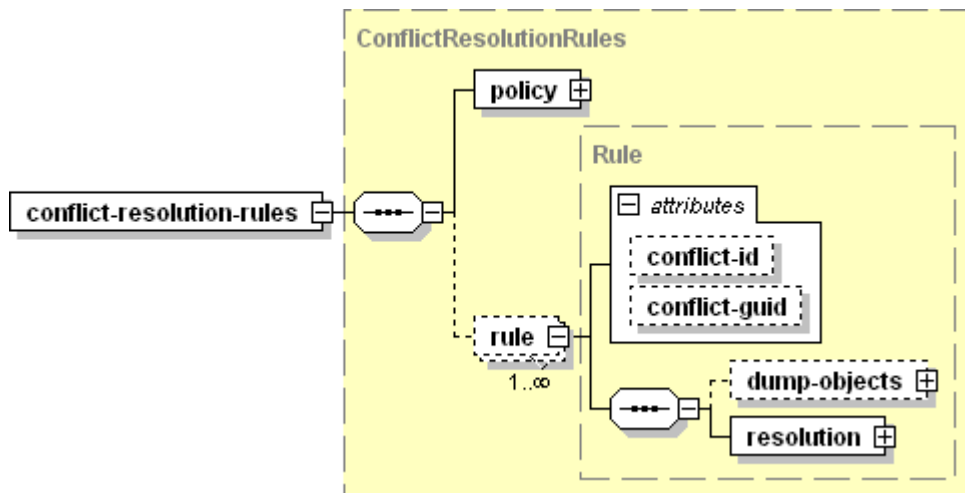 ConflictResolutionRules
policy
Rule
attributes
conflict-resolution-rules
conflict-id
conflict-guid
rule
1..∞
dump-objects
resolution